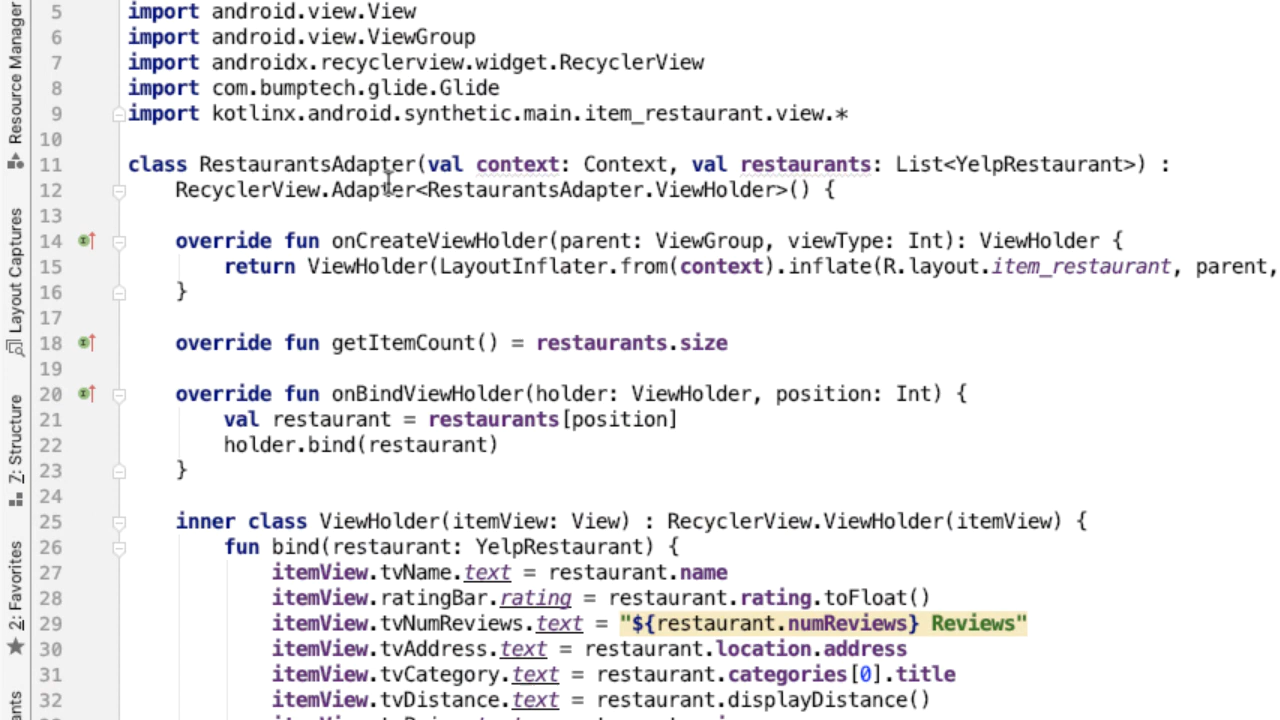 Resource Manager
Layout Captures
Z: Structure
2: Favorites
5 import android.view.View
6 import android.view.ViewGroup
7 import androidx.recyclerview.widget.RecyclerView
8 import com.bumptech.glide.Glide
9 import kotlinx.android.synthetic.main.item_restaurant.view.*
10
11 class RestaurantsAdapter(val context: Context, val restaurants: List<YelpRestaurant>) :
12 RecyclerView.Adapter<RestaurantsAdapter.ViewHolder>() {
13
14 override fun onCreateViewHolder(parent: ViewGroup, viewType: Int): ViewHolder {
15 return ViewHolder(LayoutInflater.from(context).inflate(R.layout.item_restaurant, parent,
16 }
17
18 override fun getItemCount() = restaurants.size
19
20 override fun onBindViewHolder(holder: ViewHolder, position: Int) {
21 val restaurant = restaurants[position]
22 holder.bind(restaurant)
23 }
24
25 inner class ViewHolder(itemView: View) : RecyclerView.ViewHolder(itemView) {
26 fun bind(restaurant: YelpRestaurant) {
27 itemView.tvName.text = restaurant.name
28 itemView.ratingBar.rating = restaurant.rating.toFloat()
29 itemView.tvNumReviews.text = "${restaurant.numReviews} Reviews"
30 itemView.tvAddress.text = restaurant.location.address
31 itemView.tvCategory.text = restaurant.categories[0].title
32 itemView.tvDistance.text = restaurant.displayDistance()